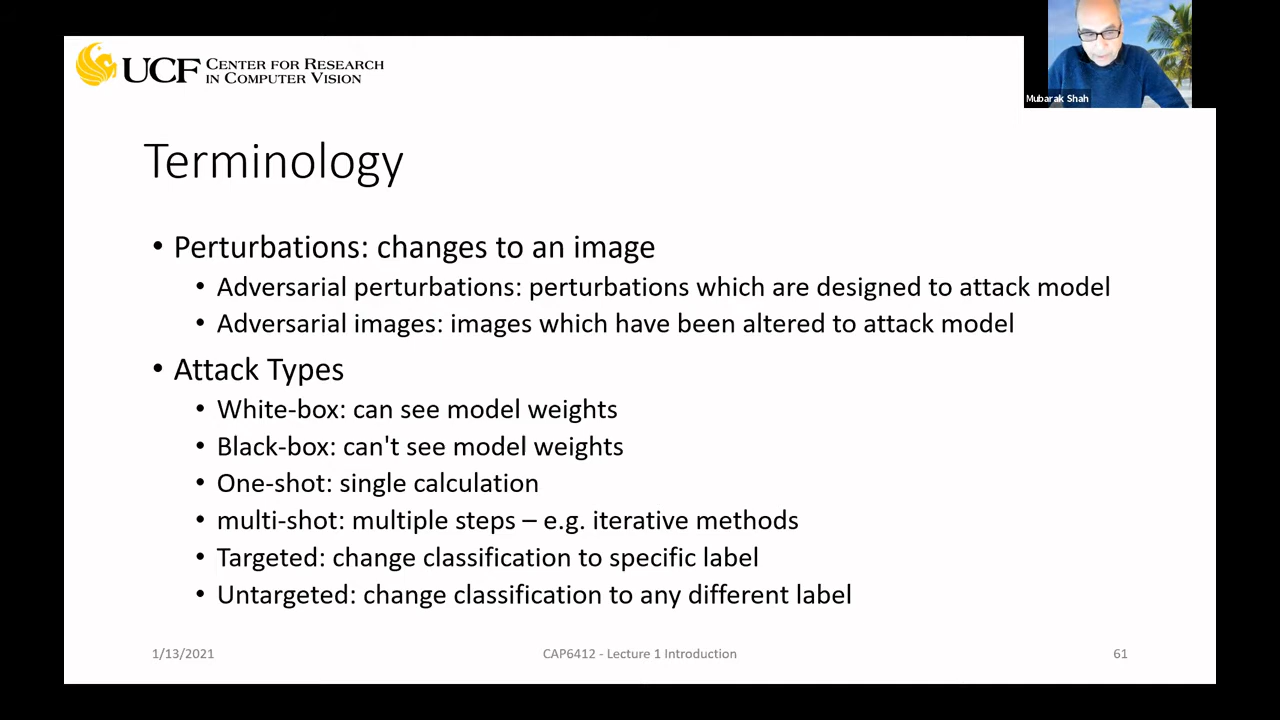 UCF CENTER FOR RESEARCH
IN COMPUTER VISION
Mubarak Shah
Terminology
• Perturbations: changes to an image
• Adversarial perturbations: perturbations which are designed to attack model
• Adversarial images: images which have been altered to attack model
• Attack Types
• White-box: can see model weights
• Black-box: can't see model weights
• One-shot: single calculation
• multi-shot: multiple steps – e.g. iterative methods
• Targeted: change classification to specific label
• Untargeted: change classification to any different label
1/13/2021
CAP6412 - Lecture 1 Introduction
61